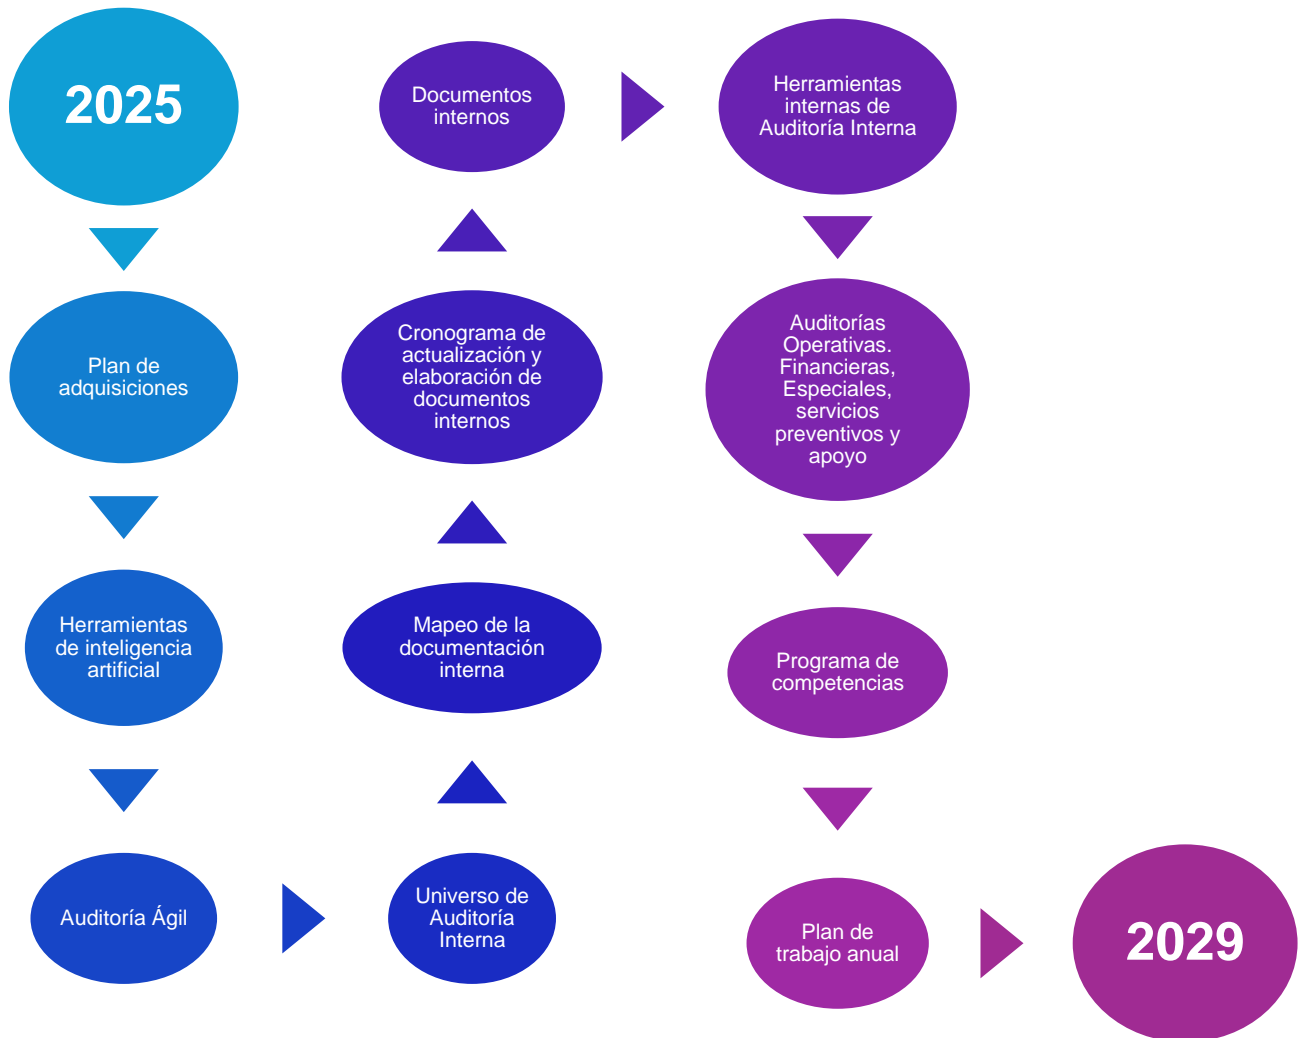 2025
Plan de
adquisiciones
Herramientas
de inteligencia
artificial
Auditoría Ágil
Universo de
Auditoría
Interna
Mapeo de la
documentación
interna
Cronograma de
actualización y
elaboración de
documentos
internos
Documentos
internos
Herramientas
internas de
Auditoría Interna
Auditorías
Operativas.
Financieras,
Especiales,
servicios
preventivos y
apoyo
Programa de
competencias
Plan de
trabajo anual
2029